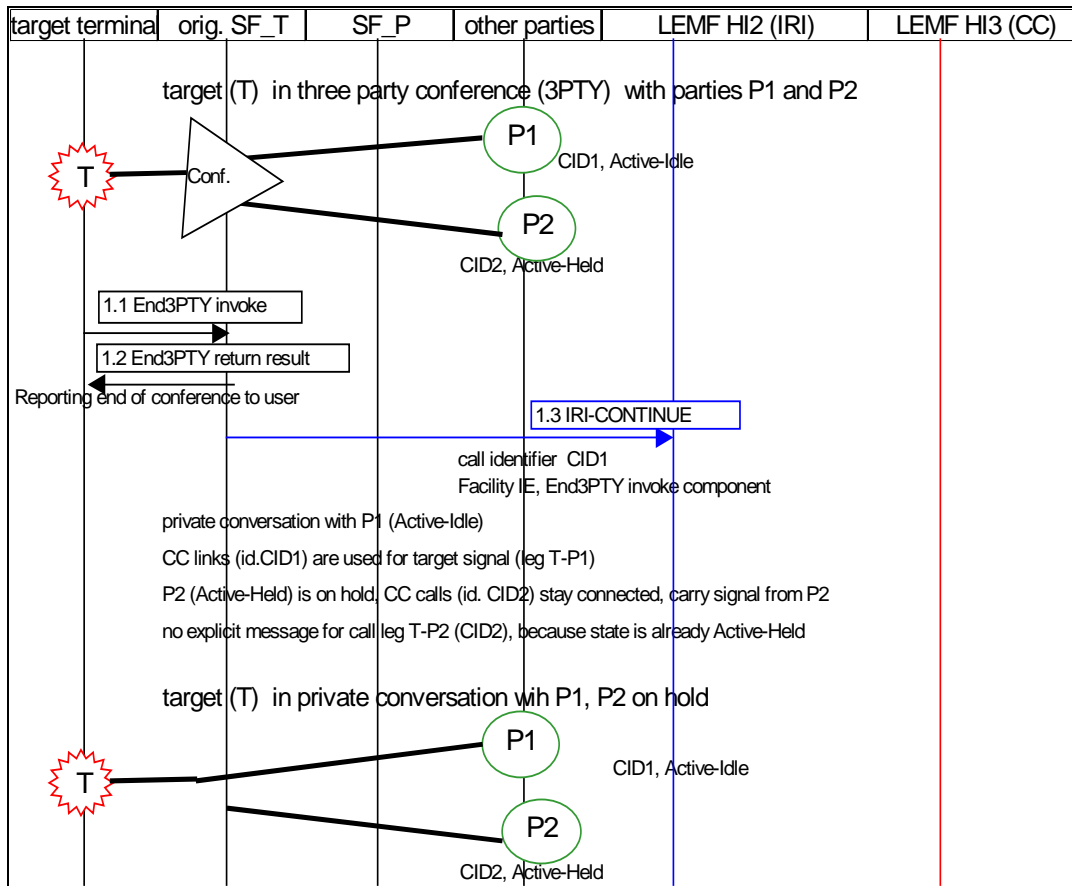 target terminal orig. SF_T SF_P other parties LEMF HI2 (IRI) LEMF HI3 (CC)
target (T) in three party conference (3PTY) with parties P1 and P2
P1
CID1, Active-Idle
T
Conf.
P2
CID2, Active-Held
1.1 End3PTY invoke
1.2 End3PTY return result
Reporting end of conference to user
1.3 IRI-CONTINUE
call identifier CID1
Facility IE, End3PTY invoke component
private conversation with P1 (Active-Idle)
CC links (id.CID1) are used for target signal (leg T-P1)
P2 (Active-Held) is on hold, CC calls (id. CID2) stay connected, carry signal from P2
no explicit message for call leg T-P2 (CID2), because state is already Active-Held
target (T) in private conversation wih P1, P2 on hold
P1
CID1, Active-Idle
T
P2
CID2, Active-Held